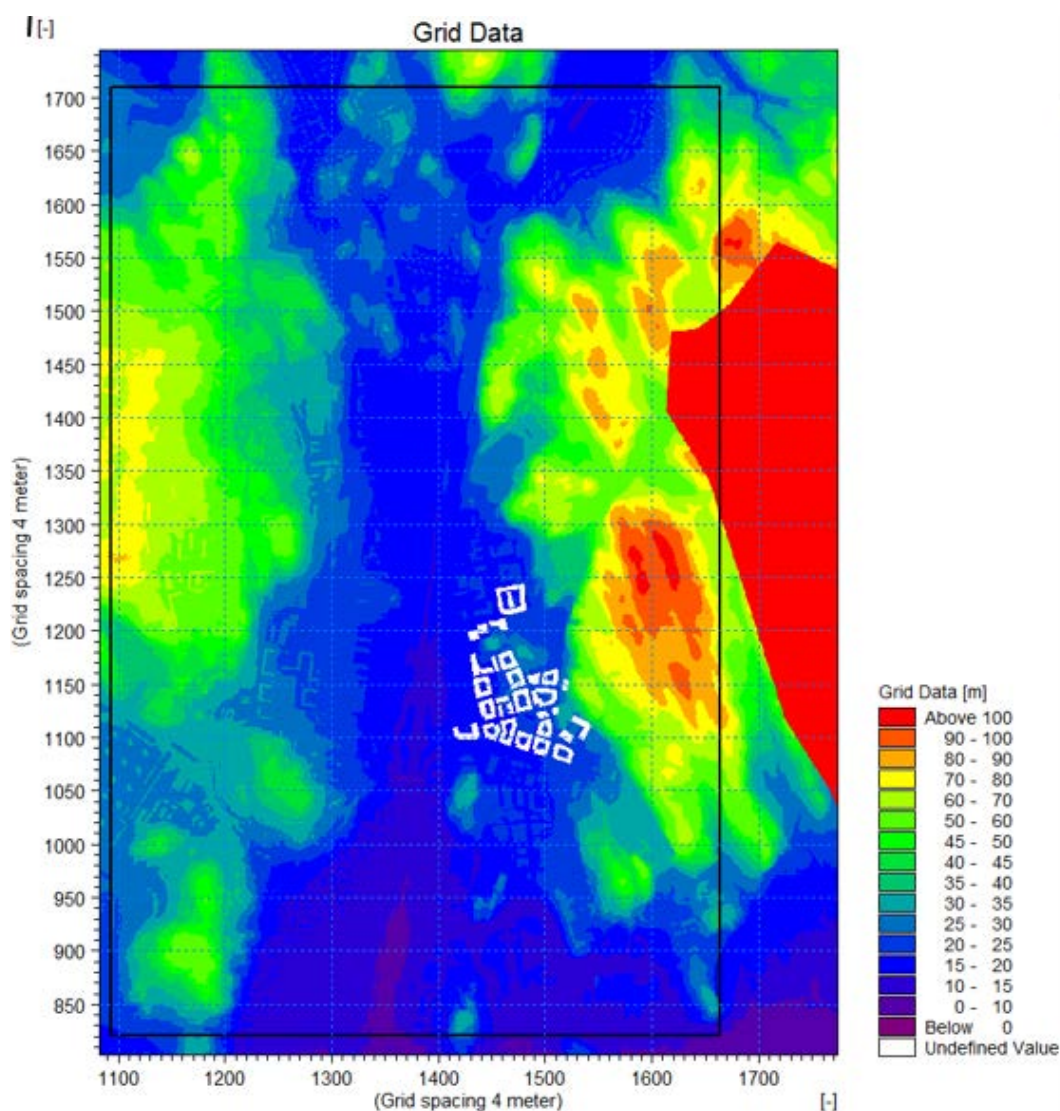 [-]
Grid Data
1700
1650
1600
1550
1500
1450
1400
1350
1300
1250
1200
1150
1100
1050
1000
950
900
850
(Grid spacing 4 meter)
1100 1200 1300 1400 1500 1600 1700
(Grid spacing 4 meter) [-]
Grid Data [m]
Above 100
90 - 100
80 - 90
70 - 80
60 - 70
50 - 60
45 - 50
40 - 45
35 - 40
30 - 35
25 - 30
20 - 25
15 - 20
10 - 15
0 - 10
Below 0
Undefined Value